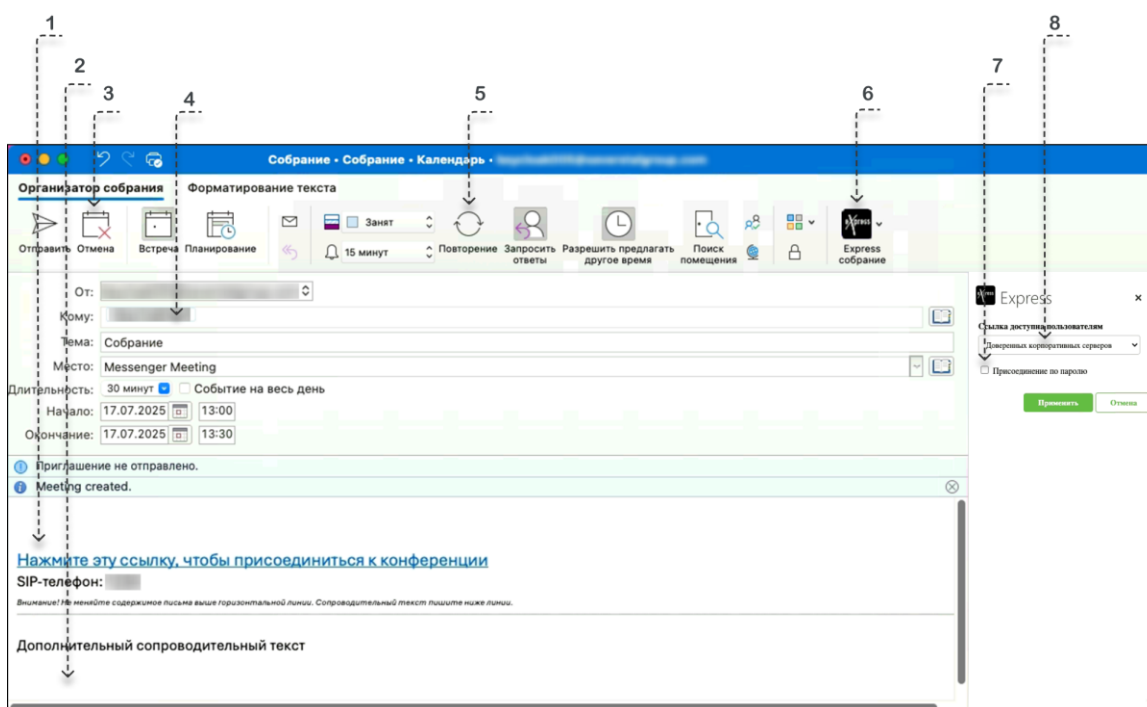 1
8
2
7
3
4
5
6
Собрание • Собрание • Календарь •
Организатор собрания Форматирование текста
Занят
15 минут
Отправить Отмена Встреча Планирование Повторение Запросить ответы Разрешить предлагать другое время Поиск помещения Express собрание
eXpress
От:
Кому:
Тема: Собрание
Место: Messenger Meeting
Длительность: 30 минут Событие на весь день
Начало: 17.07.2025 13:00
Окончание: 17.07.2025 13:30
Приглашение не отправлено.
Meeting created.
Нажмите эту ссылку, чтобы присоединиться к конференции
SIP-телефон:
Внимание! Не меняйте содержимое письма выше горизонтальной линии. Сопроводительный текст пишите ниже линии.
Дополнительный сопроводительный текст
Express
Ссылка доступна пользователям
Доверенных корпоративных серверов
Присоединение по паролю
Применить Отмена